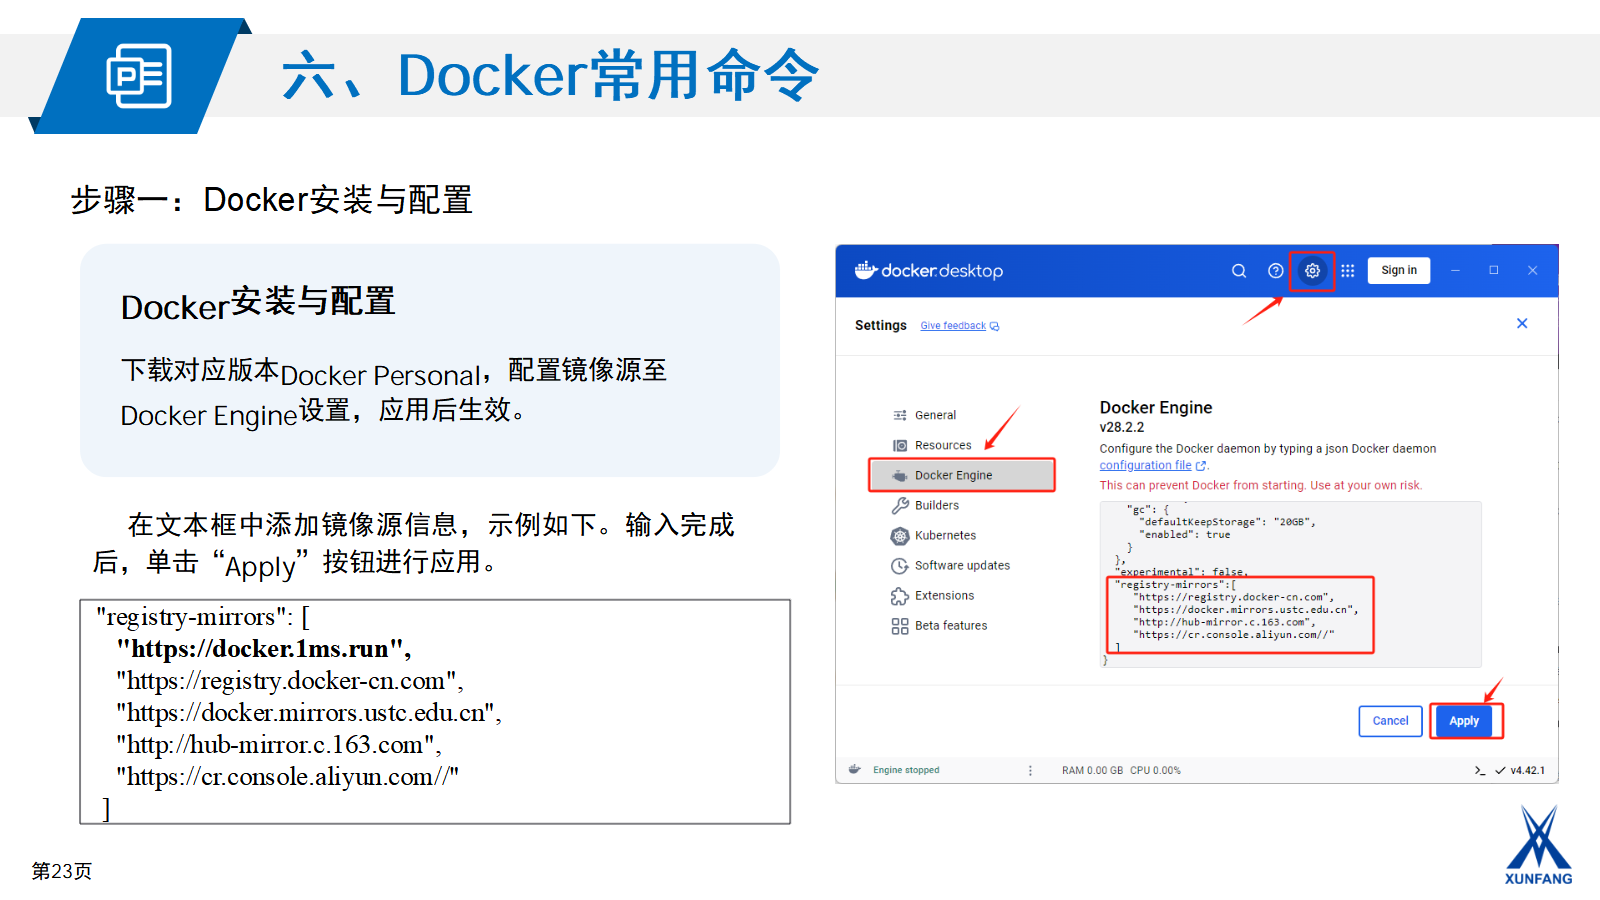 六、Docker常用命令
步骤一：Docker安装与配置
Docker安装与配置
下载对应版本Docker Personal，配置镜像源至
Docker Engine设置，应用后生效。
在文本框中添加镜像源信息，示例如下。输入完成
后，单击“Apply”按钮进行应用。
"registry-mirrors": [
"https://docker.1ms.run",
"https://registry.docker-cn.com",
"https://docker.mirrors.ustc.edu.cn",
"http://hub-mirror.c.163.com",
"https://cr.console.aliyun.com//"
]
docker.desktop
Sign in
Settings
Give feedback
General
Resources
Docker Engine
Builders
Kubernetes
Software updates
Extensions
Beta features
Docker Engine
v28.2.2
Configure the Docker daemon by typing a json Docker daemon
configuration file .
This can prevent Docker from starting. Use at your own risk.
"gc": {
"defaultKeepStorage": "20GB",
"enabled": true
}
},
"experimental": false,
"registry-mirrors":[
"https://registry.docker-cn.com",
"https://docker.mirrors.ustc.edu.cn",
"http://hub-mirror.c.163.com",
"https://cr.console.aliyun.com//"
]
}
Cancel
Apply
Engine stopped
RAM 0.00 GB CPU 0.00%
v4.42.1
XUNFANG
第23页